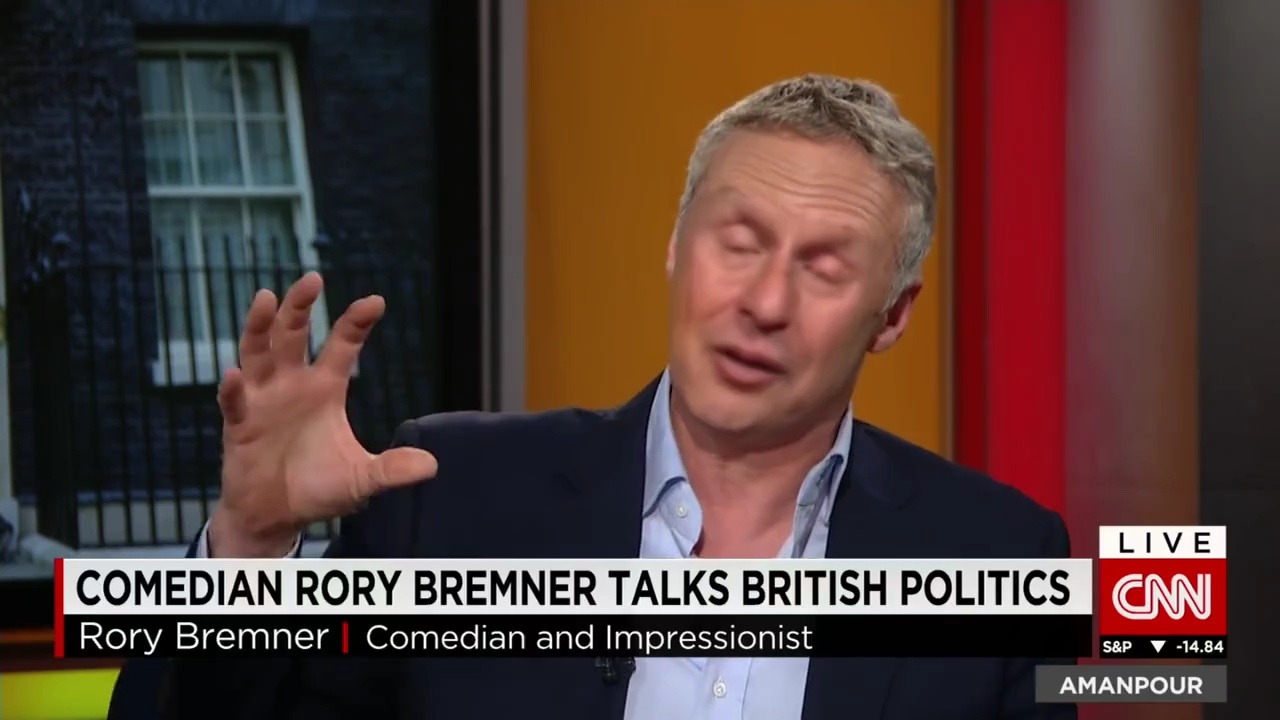 COMEDIAN RORY BREMNER TALKS BRITISH POLITICS
Rory Bremner | Comedian and Impressionist
LIVE
CNN
S&P ▼ -14.84
AMANPOUR